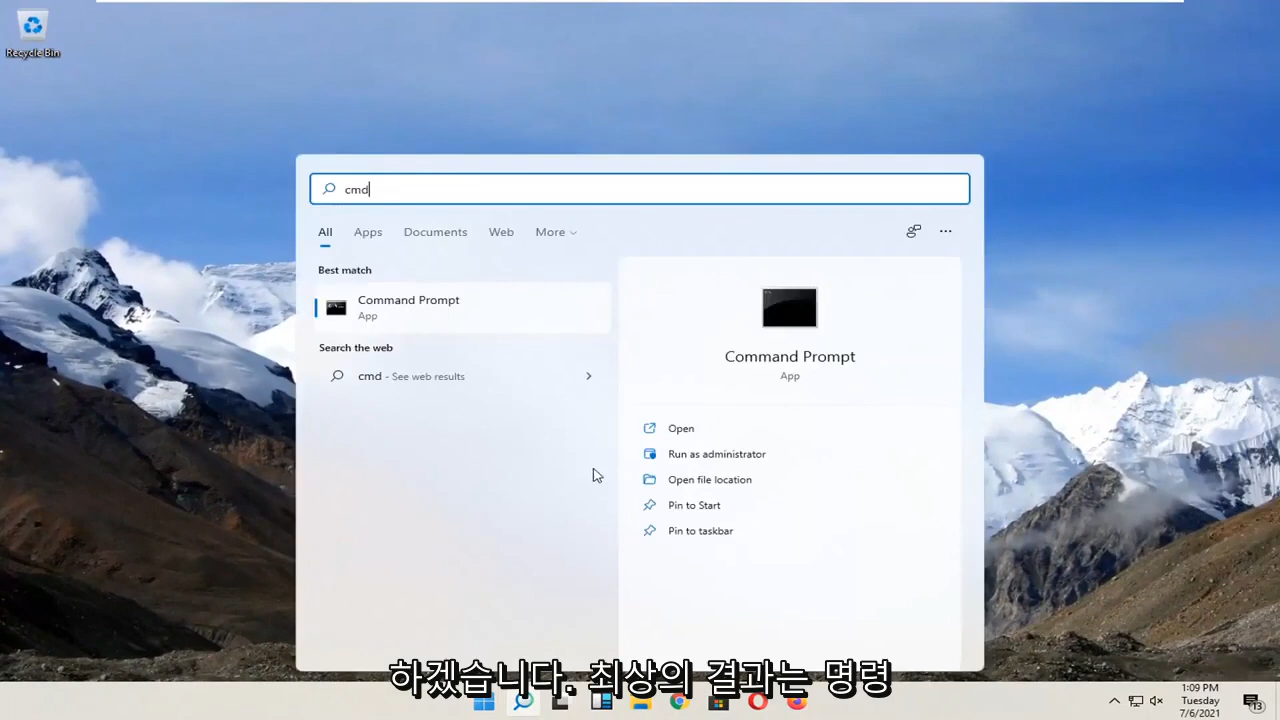 Recycle Bin
cmd
All Apps Documents Web More
Best match
Command Prompt
App
Search the web
cmd - See web results
Command Prompt
App
Open
Run as administrator
Open file location
Pin to Start
Pin to taskbar
하겠습니다. 최상의 결과는 명령
1:09 PM
Tuesday
7/6/2021
13